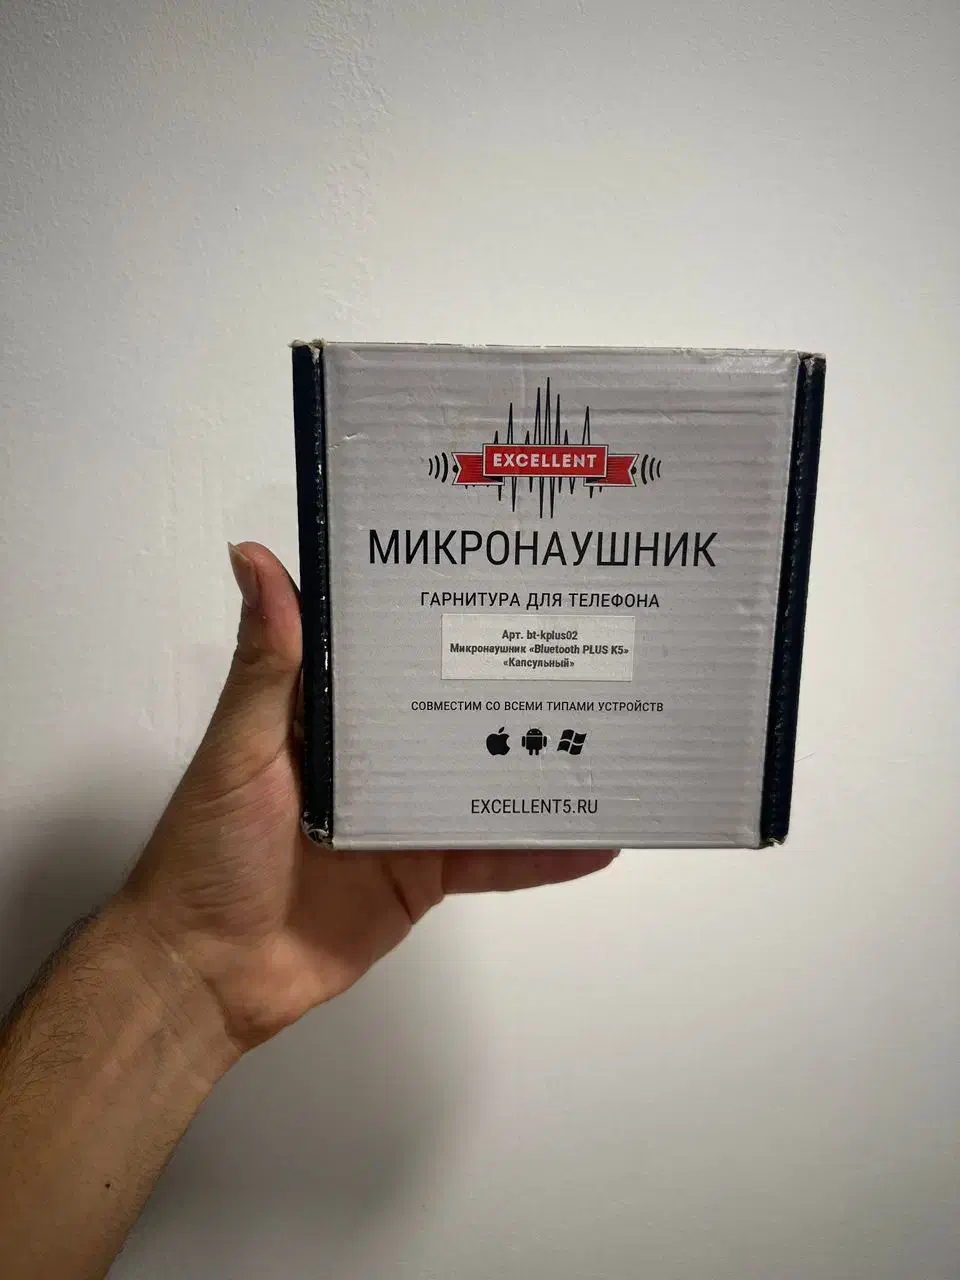 EXCELLENT
МИКРОНАУШНИК
ГАРНИТУРА ДЛЯ ТЕЛЕФОНА
Арт. bt-kplus02
Микронаушник «Bluetooth PLUS K5»
«Капсульный»
СОВМЕСТИМ СО ВСЕМИ ТИПАМИ УСТРОЙСТВ
EXCELLENT5.RU